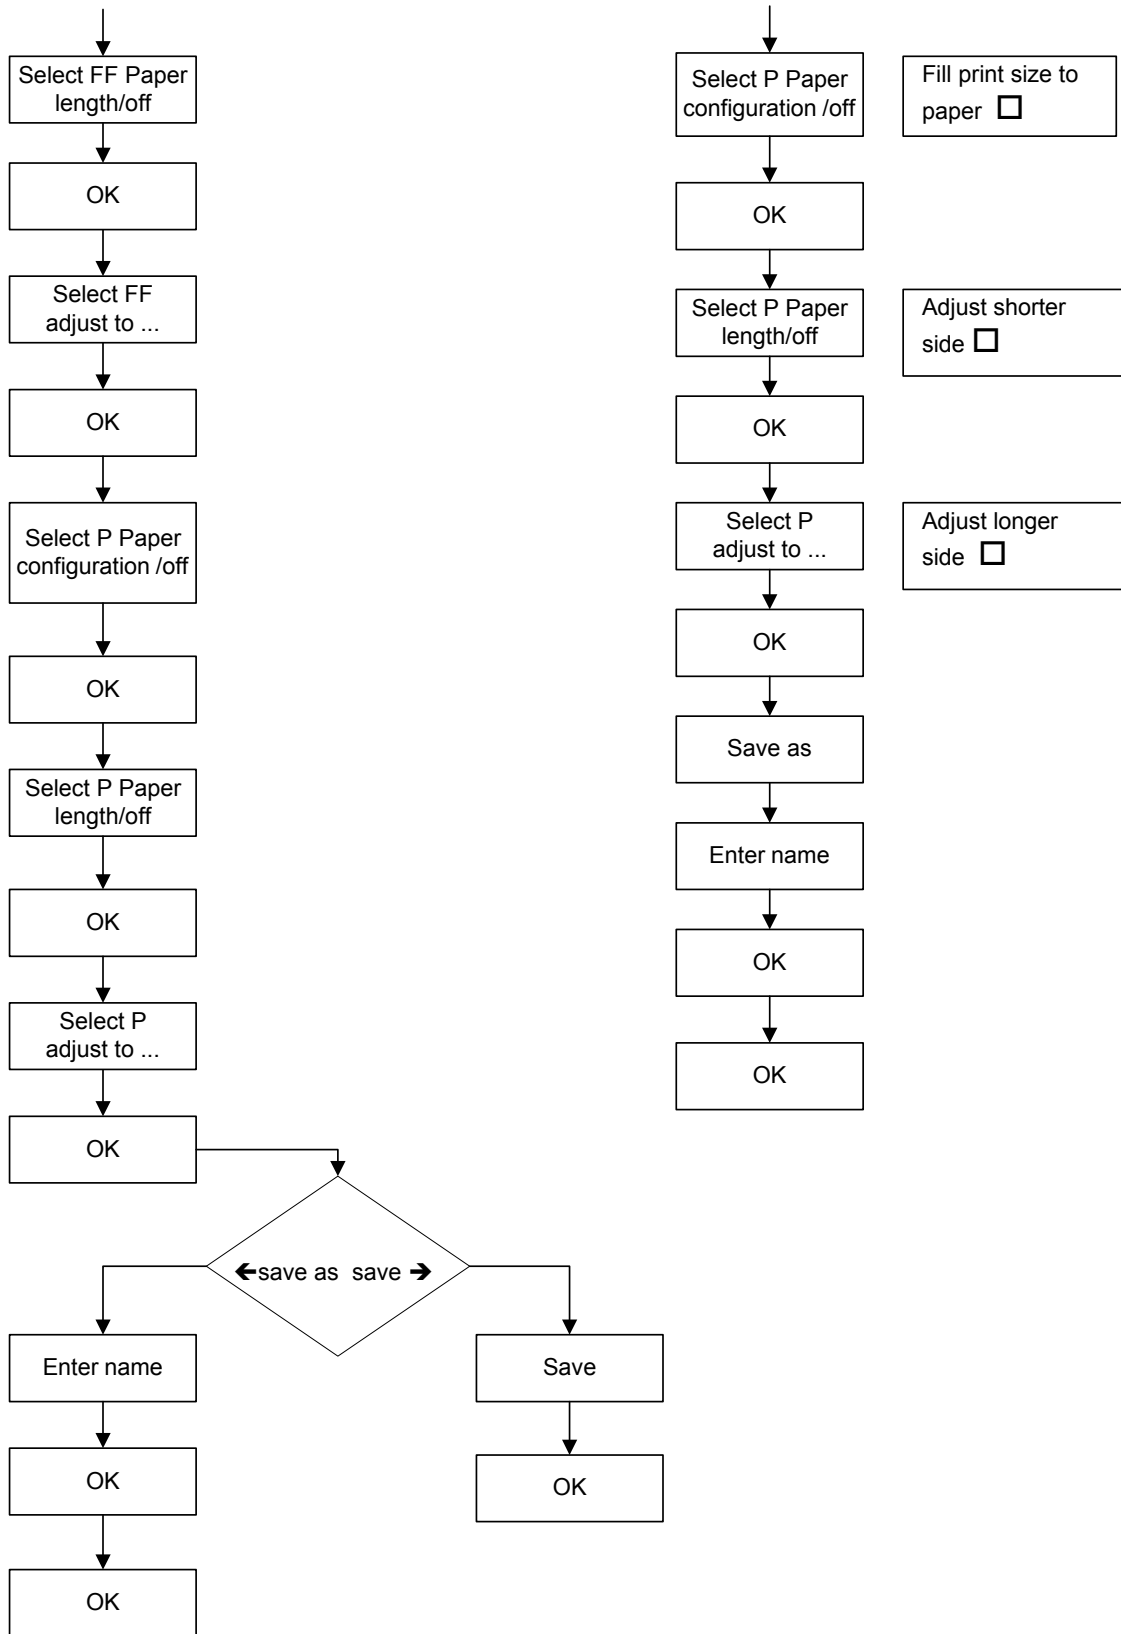 Select FF Paper
length/off
OK
Select FF
adjust to ...
OK
Select P Paper
configuration /off
OK
Select P Paper
length/off
OK
Select P
adjust to ...
OK
←save as save →
Enter name
OK
OK
Save
OK
Select P Paper
configuration /off
OK
Select P Paper
length/off
OK
Select P
adjust to ...
OK
Save as
Enter name
OK
OK
Fill print size to
paper ☐
Adjust shorter
side ☐
Adjust longer
side ☐